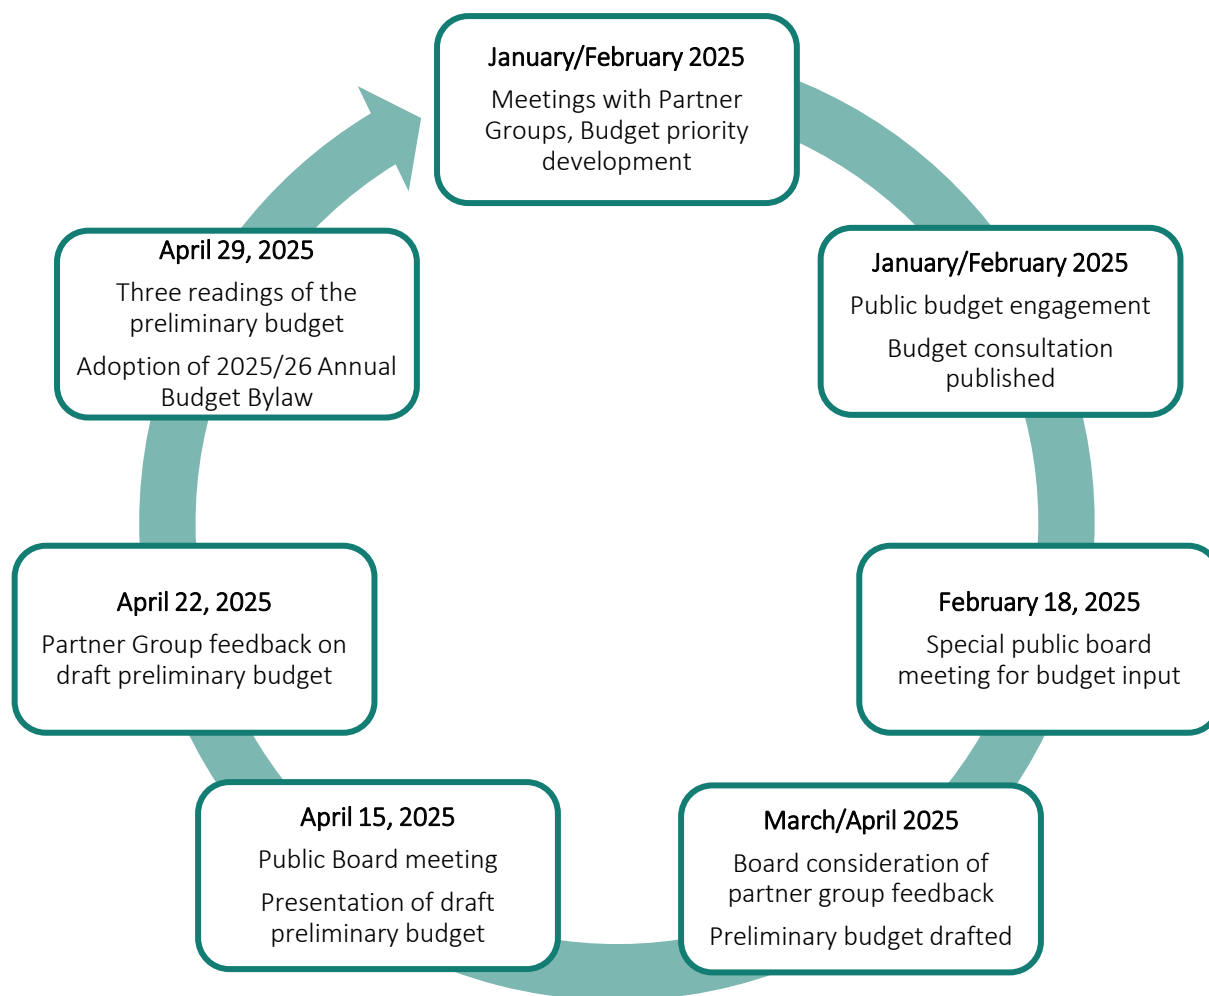 January/February 2025
Meetings with Partner
Groups, Budget priority
development
January/February 2025
Public budget engagement
Budget consultation
published
February 18, 2025
Special public board
meeting for budget input
March/April 2025
Board consideration of
partner group feedback
Preliminary budget drafted
April 15, 2025
Public Board meeting
Presentation of draft
preliminary budget
April 22, 2025
Partner Group feedback on
draft preliminary budget
April 29, 2025
Three readings of the
preliminary budget
Adoption of 2025/26 Annual
Budget Bylaw